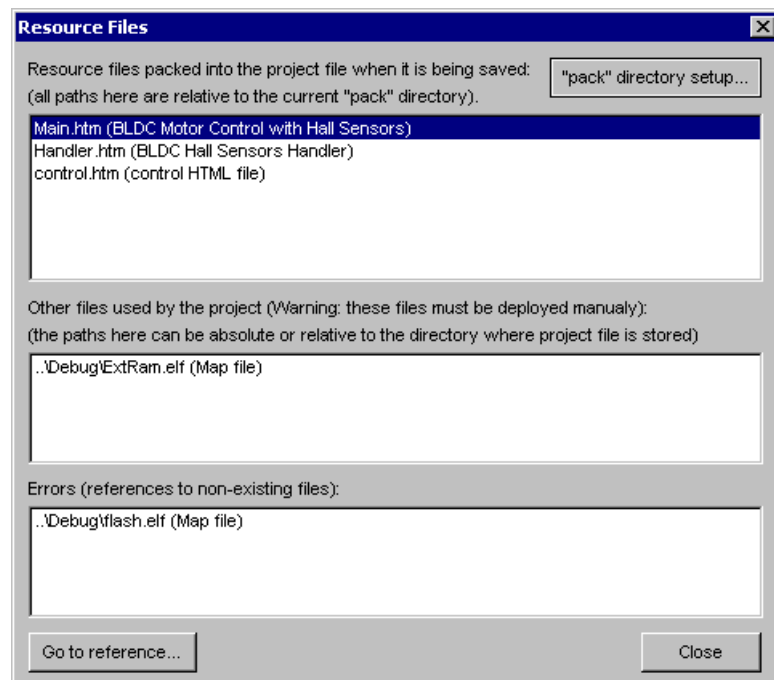 Resource Files
Resource files packed into the project file when it is being saved:
(all paths here are relative to the current "pack" directory).
"pack" directory setup...
Main.htm (BLDC Motor Control with Hall Sensors)
Handler.htm (BLDC Hall Sensors Handler)
control.htm (control HTML file)
Other files used by the project (Warning: these files must be deployed manualy):
(the paths here can be absolute or relative to the directory where project file is stored)
..\Debug\ExtRam.elf (Map file)
Errors (references to non-existing files):
..\Debug\flash.elf (Map file)
Go to reference...
Close